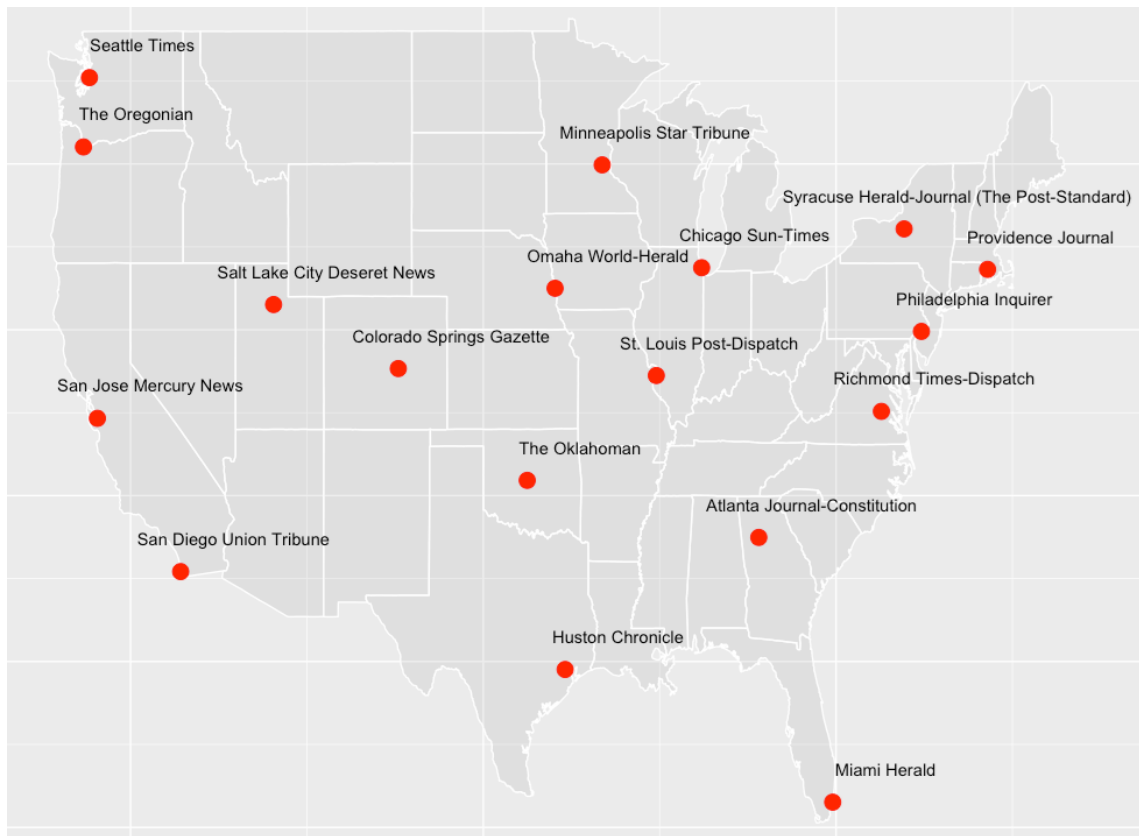 Seattle Times
The Oregonian
Minneapolis Star Tribune
Syracuse Herald-Journal (The Post-Standard)
Chicago Sun-Times
Providence Journal
Omaha World-Herald
Salt Lake City Deseret News
Philadelphia Inquirer
Colorado Springs Gazette
St. Louis Post-Dispatch
Richmond Times-Dispatch
San Jose Mercury News
The Oklahoman
Atlanta Journal-Constitution
San Diego Union Tribune
Huston Chronicle
Miami Herald